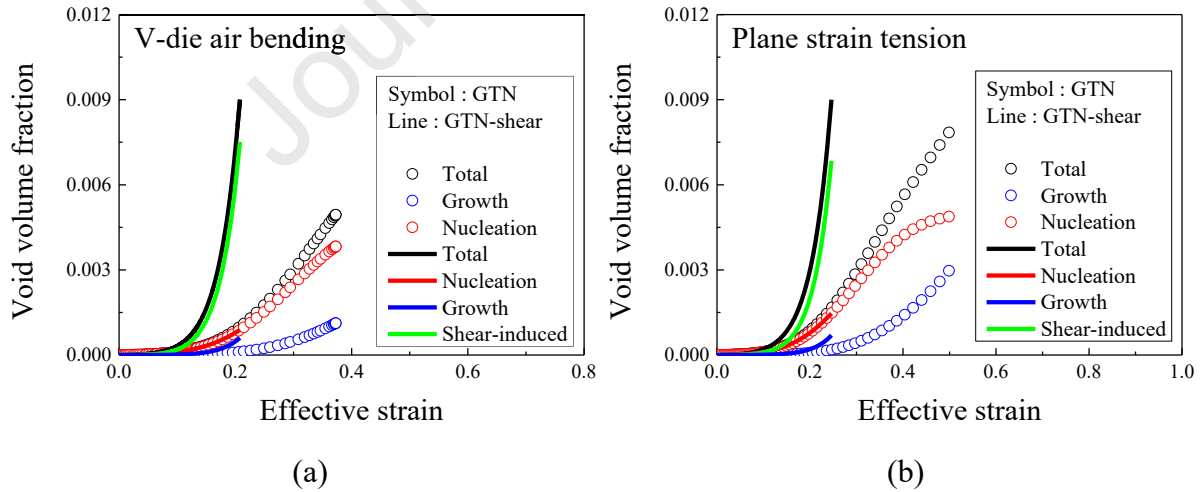 V-die air bending
Void volume fraction
0.012
0.009
0.006
0.003
0.000
0.0 0.2 0.4 0.6 0.8
Effective strain
Symbol : GTN
Line : GTN-shear
Total
Growth
Nucleation
Total
Nucleation
Growth
Shear-induced
(a)
Jour
Plane strain tension
Void volume fraction
0.012
0.009
0.006
0.003
0.000
0.0 0.2 0.4 0.6 0.8 1.0
Effective strain
Symbol : GTN
Line : GTN-shear
Total
Growth
Nucleation
Total
Nucleation
Growth
Shear-induced
(b)